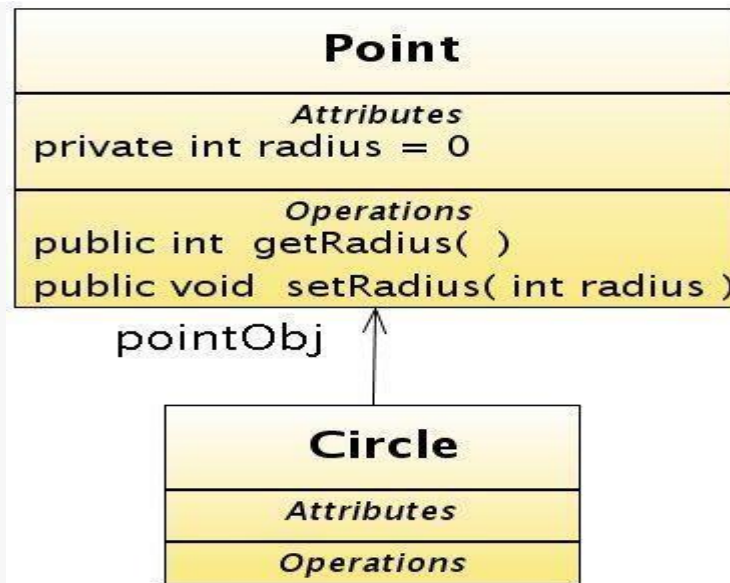 Point
Attributes
private int radius = 0
Operations
public int getRadius( )
public void setRadius( int radius )
pointObj
Circle
Attributes
Operations